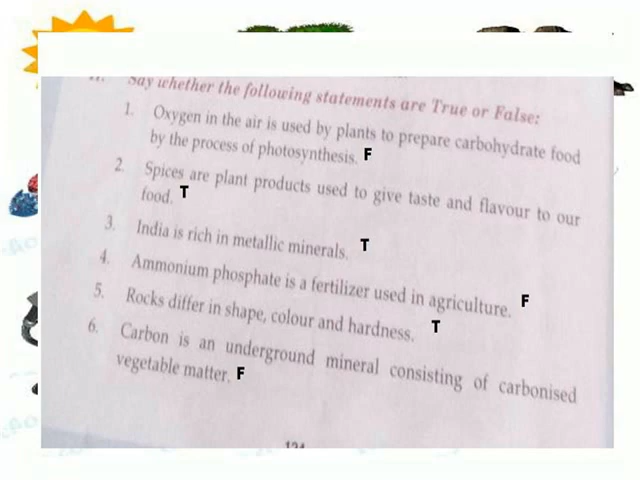 II. Say whether the following statements are True or False:
1. Oxygen in the air is used by plants to prepare carbohydrate food
by the process of photosynthesis. F
2. Spices are plant products used to give taste and flavour to our
food. T
3. India is rich in metallic minerals. T
4. Ammonium phosphate is a fertilizer used in agriculture. F
5. Rocks differ in shape, colour and hardness. T
6. Carbon is an underground mineral consisting of carbonised
vegetable matter. F